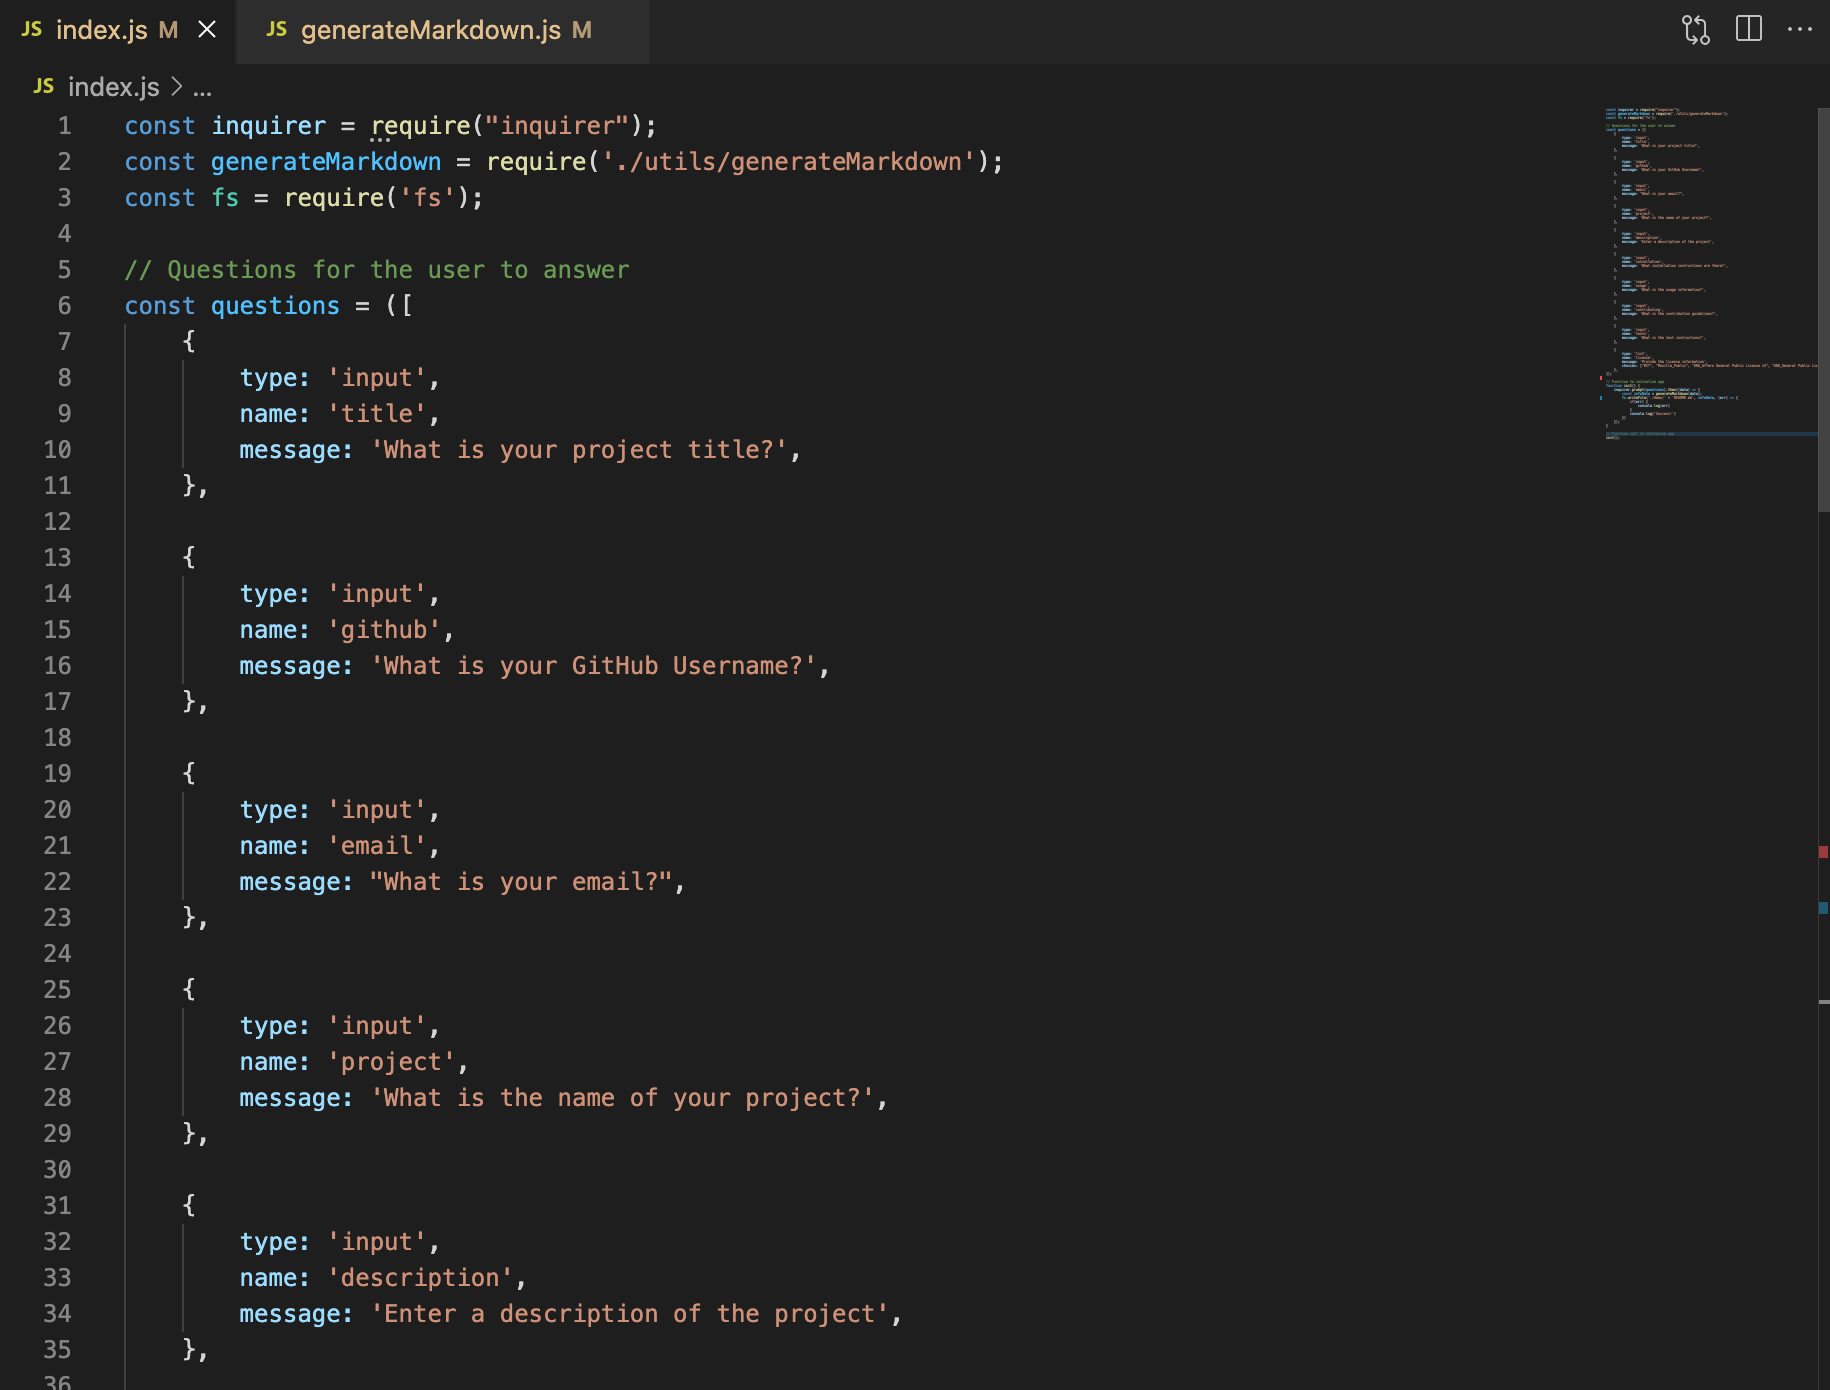 JS index.js M JS generateMarkdown.js M
JS index.js > ...
1 const inquirer = require("inquirer");
2 const generateMarkdown = require('./utils/generateMarkdown');
3 const fs = require('fs');
4
5 // Questions for the user to answer
6 const questions = ([
7 {
8 type: 'input',
9 name: 'title',
10 message: 'What is your project title?',
11 },
12
13 {
14 type: 'input',
15 name: 'github',
16 message: 'What is your GitHub Username?',
17 },
18
19 {
20 type: 'input',
21 name: 'email',
22 message: "What is your email?",
23 },
24
25 {
26 type: 'input',
27 name: 'project',
28 message: 'What is the name of your project?',
29 },
30
31 {
32 type: 'input',
33 name: 'description',
34 message: 'Enter a description of the project',
35 },
36